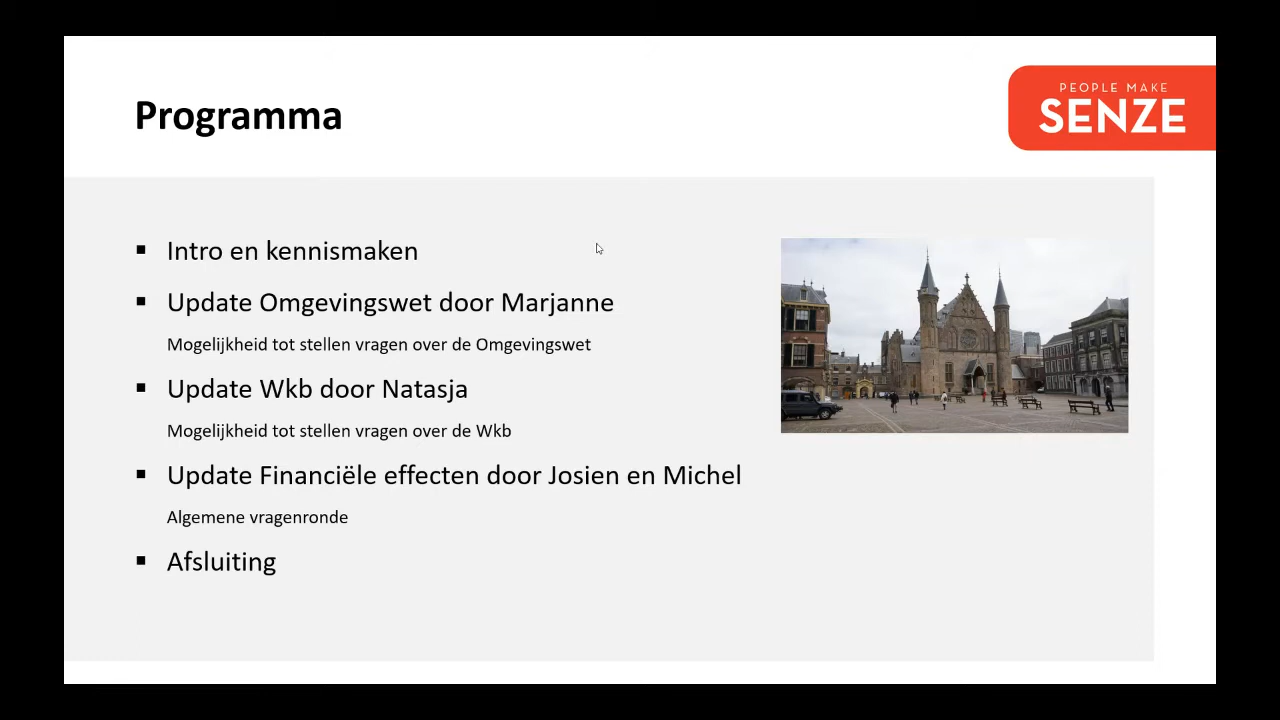 Programma
PEOPLE MAKE
SENZE
▪ Intro en kennismaken
▪ Update Omgevingswet door Marjanne
Mogelijkheid tot stellen vragen over de Omgevingswet
▪ Update Wkb door Natasja
Mogelijkheid tot stellen vragen over de Wkb
▪ Update Financiële effecten door Josien en Michel
Algemene vragenronde
▪ Afsluiting